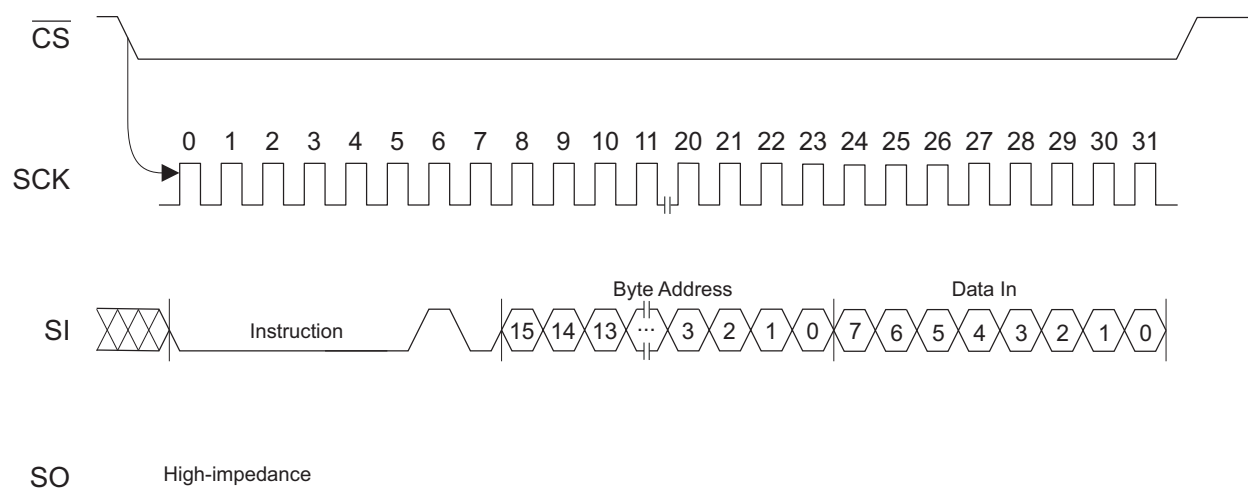 CS
0 1 2 3 4 5 6 7 8 9 10 11 20 21 22 23 24 25 26 27 28 29 30 31
SCK
Byte Address Data In
SI Instruction 15 14 13 ... 3 2 1 0 7 6 5 4 3 2 1 0
SO High-impedance